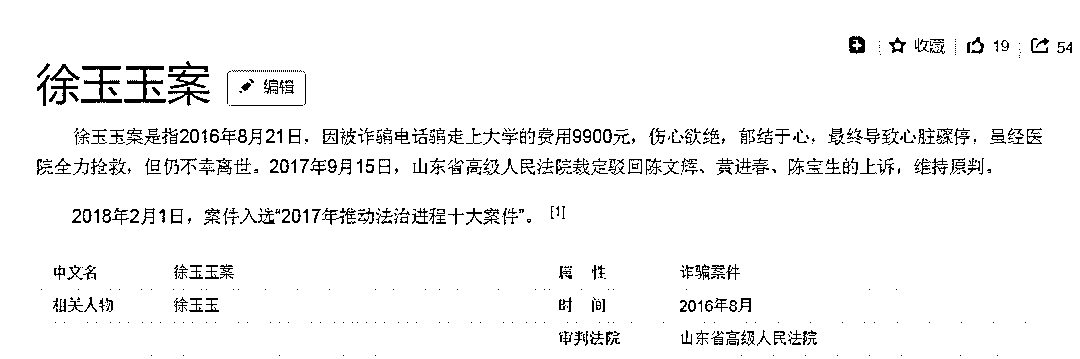 收藏 19 54
徐玉玉案 编辑
徐玉玉案是指2016年8月21日，因被诈骗电话骗走上大学的费用9900元，伤心欲绝，郁结于心，最终导致心脏骤停，虽经医
院全力抢救，但仍不幸离世。2017年9月15日，山东省高级人民法院裁定驳回陈文辉、黄进春、陈宝生的上诉，维持原判。
2018年2月1日，案件入选“2017年推动法治进程十大案件”。 [1]
中文名 徐玉玉案 属 性 诈骗案件
相关人物 徐玉玉 时 间 2016年8月
审判法院 山东省高级人民法院